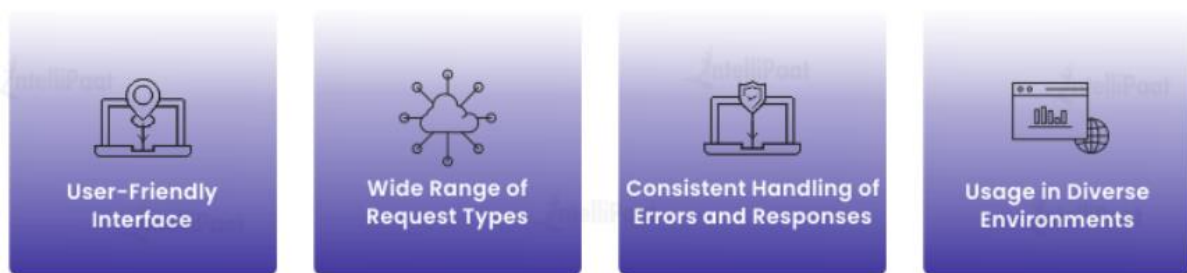 User-Friendly
Interface
Wide Range of
Request Types
Consistent Handling of
Errors and Responses
Usage in Diverse
Environments